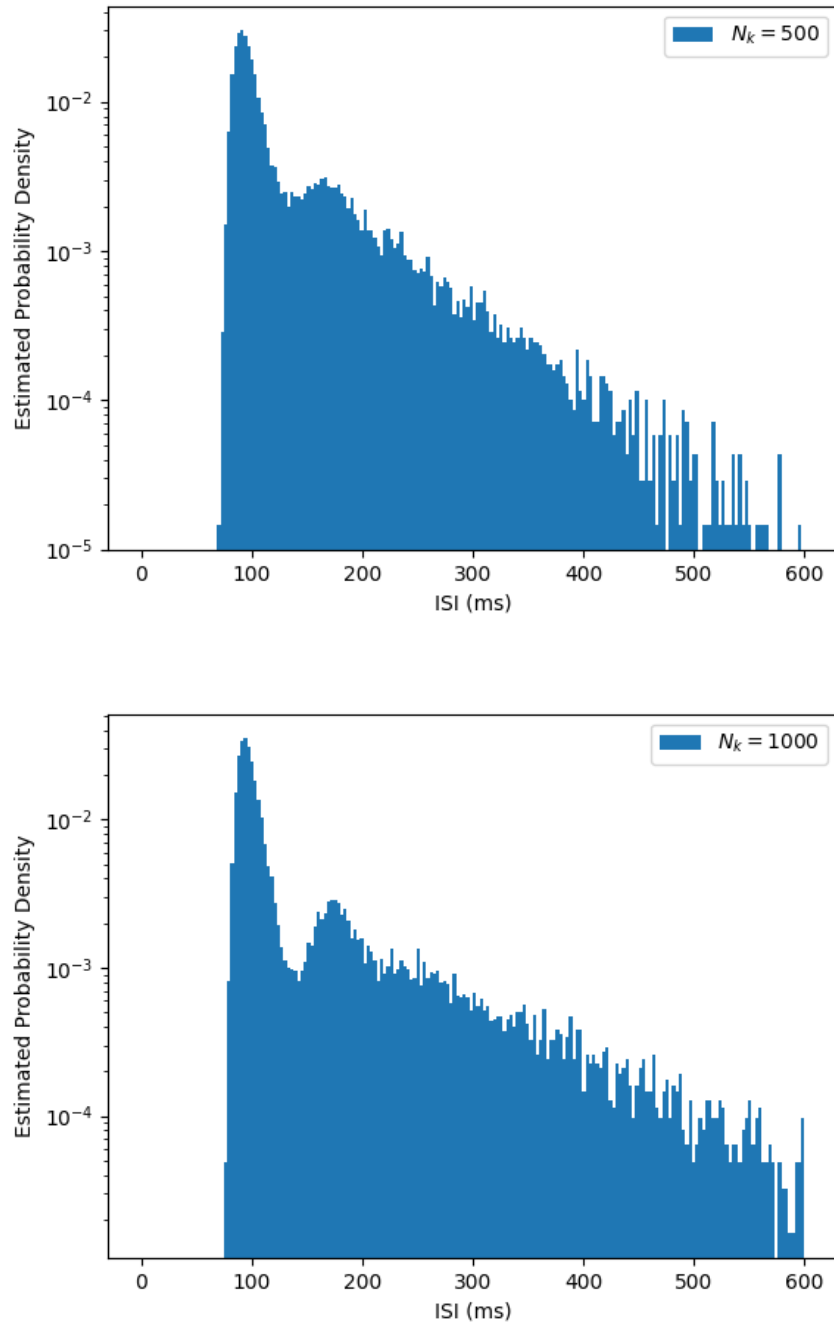 $N_k = 500$
Estimated Probability Density
10⁻²
10⁻³
10⁻⁴
10⁻⁵
0 100 200 300 400 500 600
ISI (ms)
$N_k = 1000$
Estimated Probability Density
10⁻²
10⁻³
10⁻⁴
0 100 200 300 400 500 600
ISI (ms)